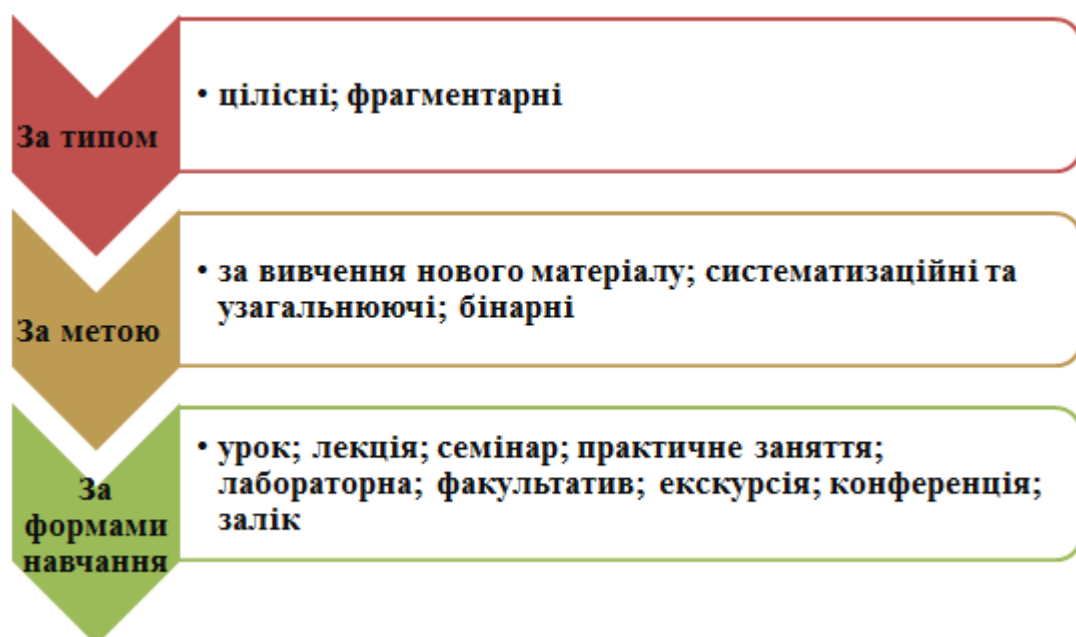 За типом
• цілісні; фрагментарні
За метою
• за вивчення нового матеріалу; систематизаційні та
узагальнюючі; бінарні
За
формами
навчання
• урок; лекція; семінар; практичне заняття;
лабораторна; факультатив; екскурсія; конференція;
залік